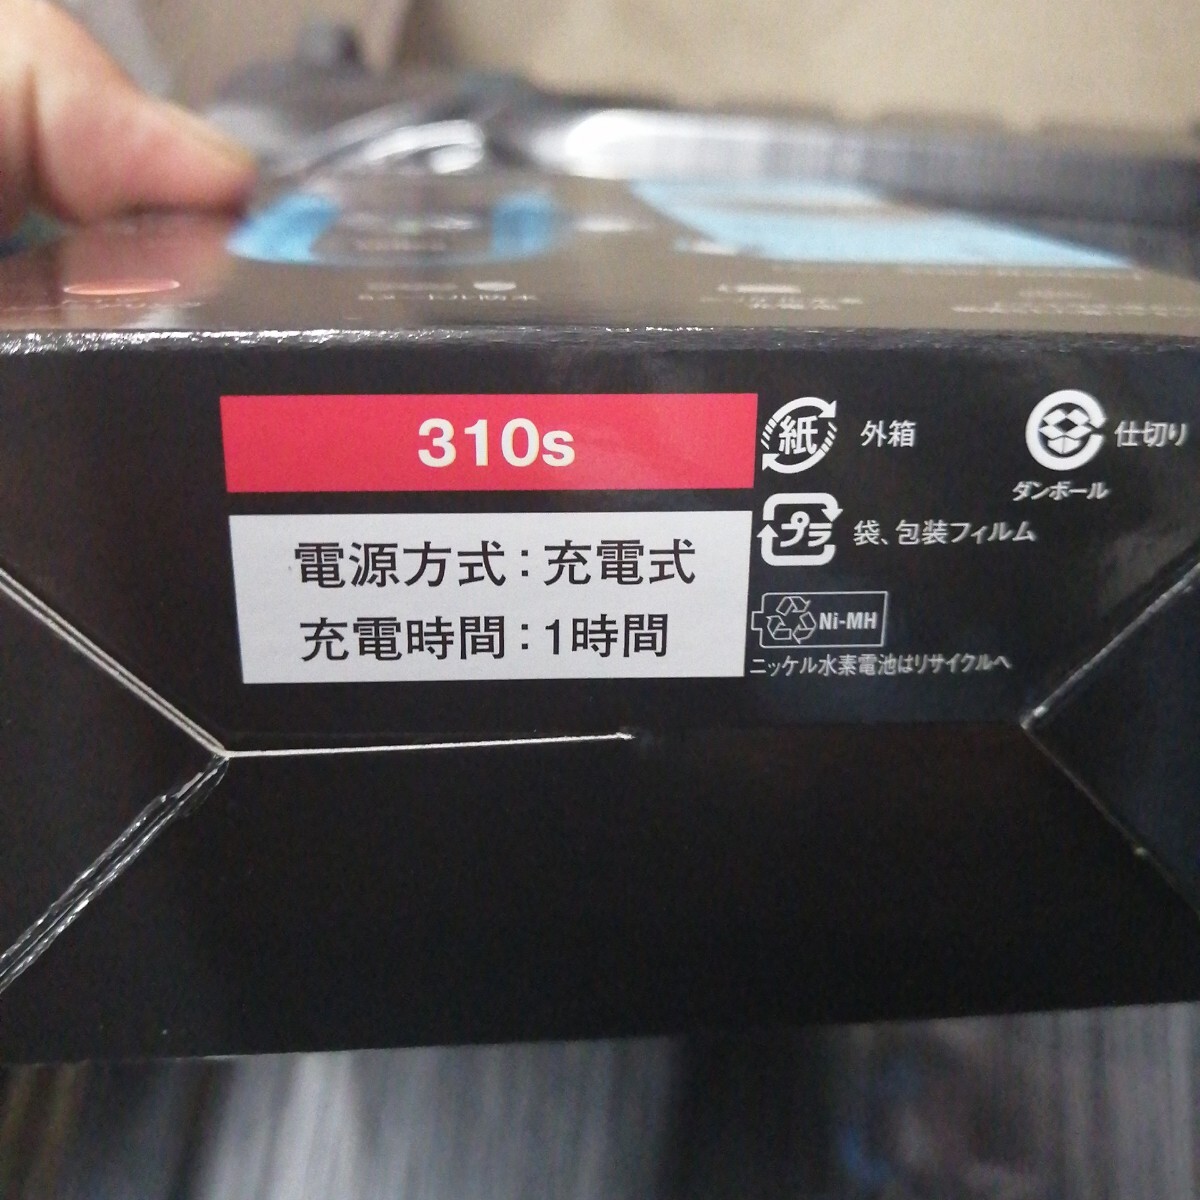 310s
電源方式：充電式
充電時間：1時間
紙 外箱
仕切り
ダンボール
プラ 袋、包装フィルム
Ni-MH
ニッケル水素電池はリサイクルへ